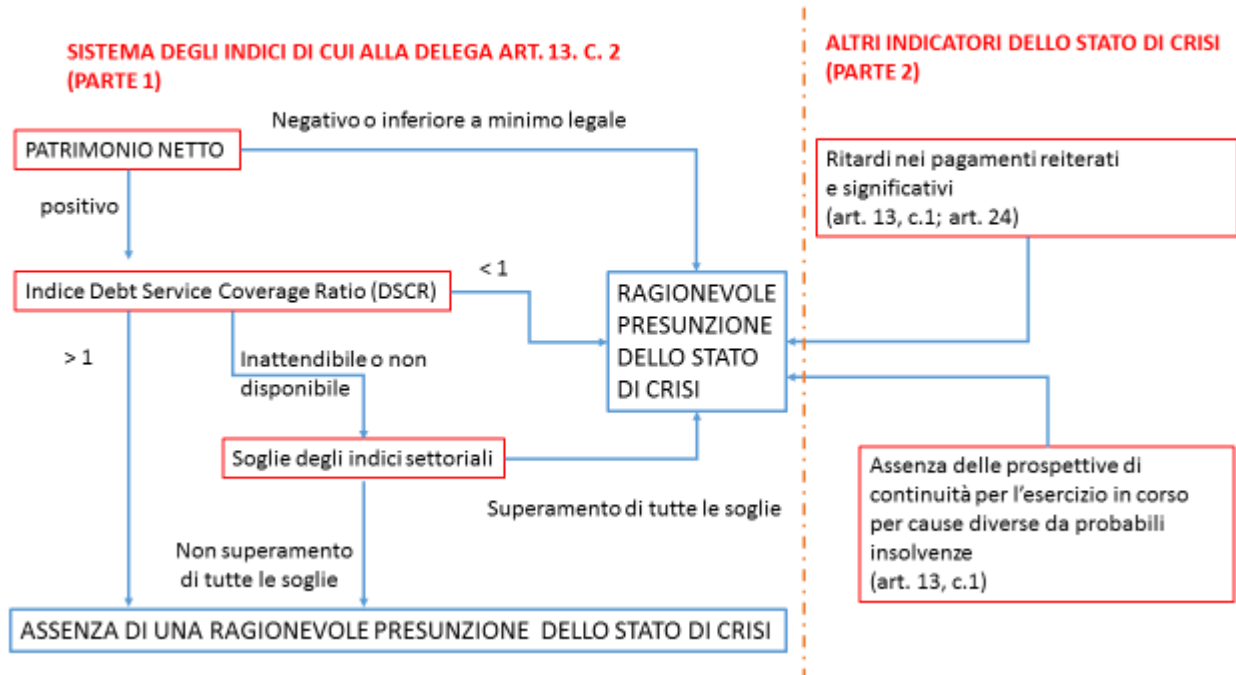 SISTEMA DEGLI INDICI DI CUI ALLA DELEGA ART. 13. C. 2
(PARTE 1)
Negativo o inferiore a minimo legale
PATRIMONIO NETTO
positivo
< 1
Indice Debt Service Coverage Ratio (DSCR)
> 1
Inattendibile o non
disponibile
RAGIONEVOLE
PRESUNZIONE
DELLO STATO
DI CRISI
Soglie degli indici settoriali
Superamento di tutte le soglie
Non superamento
di tutte le soglie
ASSENZA DI UNA RAGIONEVOLE PRESUNZIONE DELLO STATO DI CRISI
ALTRI INDICATORI DELLO STATO DI CRISI
(PARTE 2)
Ritardi nei pagamenti reiterati
e significativi
(art. 13, c.1; art. 24)
Assenza delle prospettive di
continuità per l'esercizio in corso
per cause diverse da probabili
insolvenze
(art. 13, c.1)